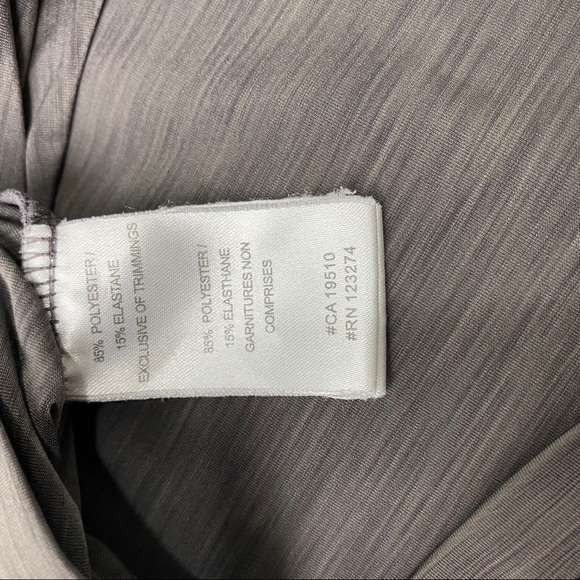 85% POLYESTER /
15% ELASTANE
EXCLUSIVE OF TRIMMINGS
85% POLYESTER /
15% ELASTHANE
GARNITURES NON
COMPRISES
#CA 19510
#RN 123274